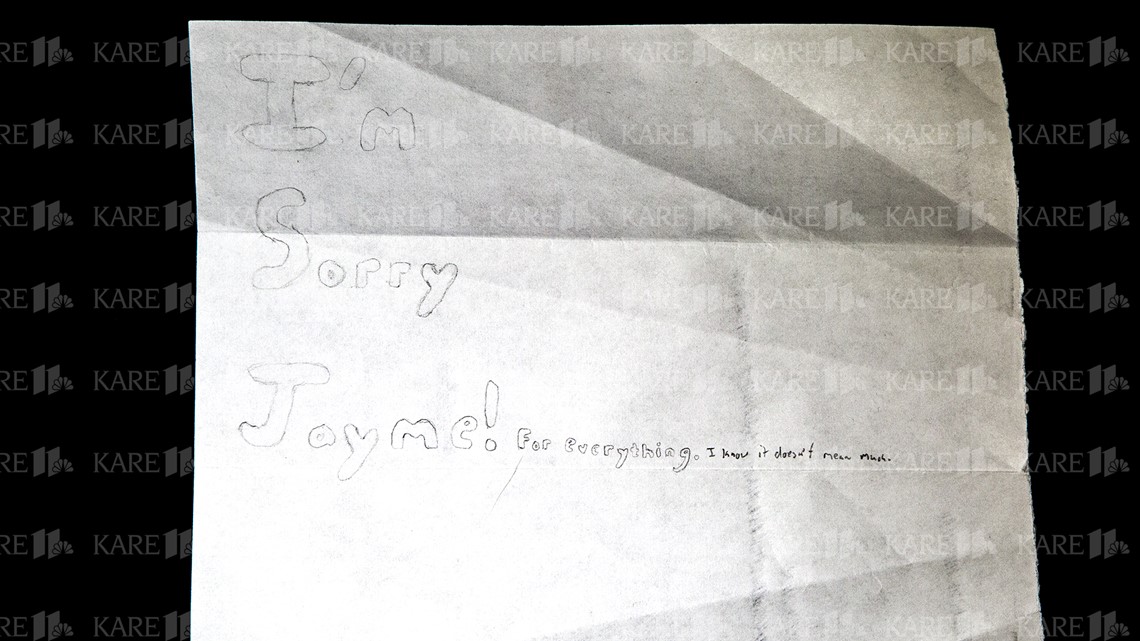 I'm
Sorry
Jayme! For everything. I know it doesn't mean much.
KARE 11